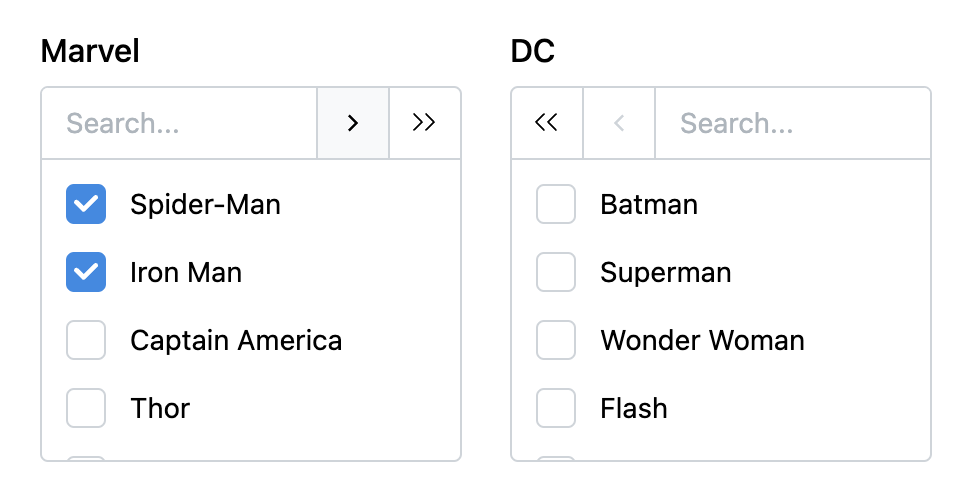 Marvel
Search...
Spider-Man
Iron Man
Captain America
Thor
DC
Search...
Batman
Superman
Wonder Woman
Flash